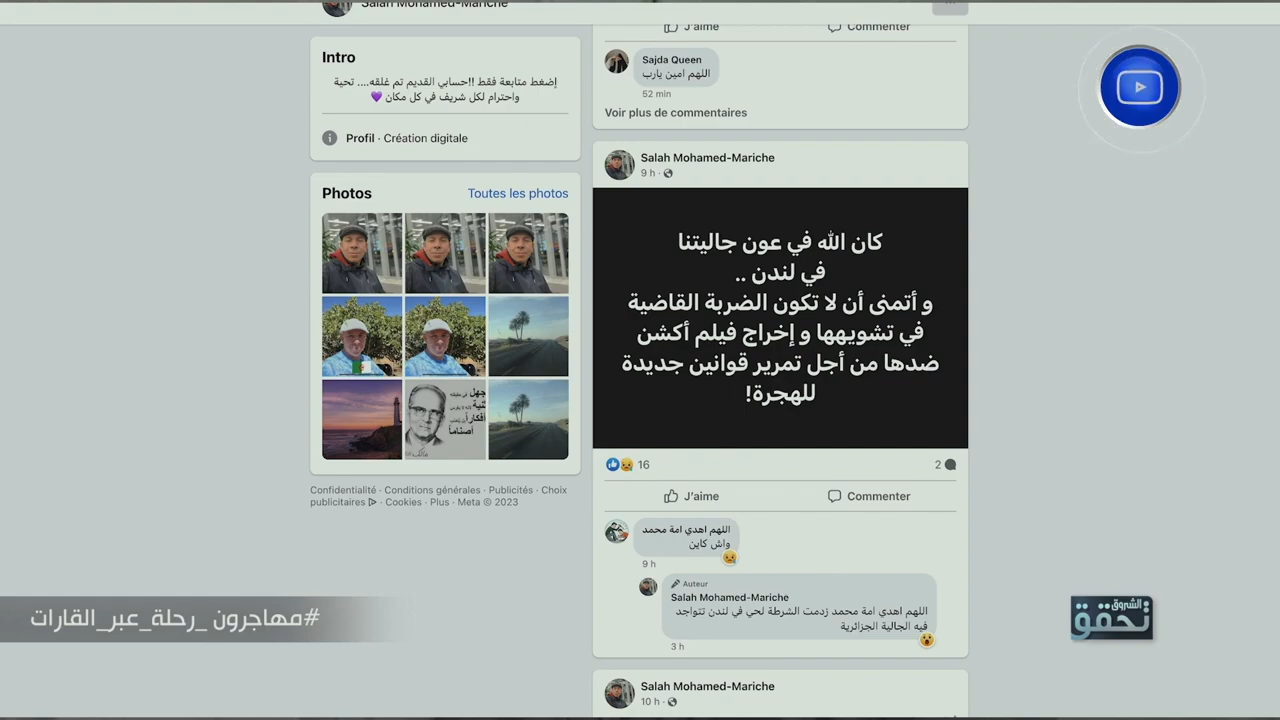 Salah Mohamed-Mariche
Intro
إضغط متابعة فقط !!حسابي القديم تم غلقه.... تحية
واحترام لكل شريف في كل مكان 💜
Profil · Création digitale
Photos
Toutes les photos
جهل
أفكارا
أصناماً
Confidentialité · Conditions générales · Publicités · Choix
publicitaires · Cookies · Plus · Meta © 2023
J'aime
Commenter
Sajda Queen
اللهم امين يارب
52 min
Voir plus de commentaires
Salah Mohamed-Mariche
9 h
كان الله في عون جاليتنا
في لندن ..
و أتمنى أن لا تكون الضربة القاضية
في تشويهها و إخراج فيلم أكشن
ضدها من أجل تمرير قوانين جديدة
للهجرة!
16
2
J'aime
Commenter
اللهم اهدي امة محمد
واش كاين
9 h
Auteur
Salah Mohamed-Mariche
اللهم اهدي امة محمد زدمت الشرطة لحي في لندن تتواجد
فيه الجالية الجزائرية
3 h
Salah Mohamed-Mariche
10 h
#مهاجرون_رحلة_عبر_القارات
الشروق
تحقق